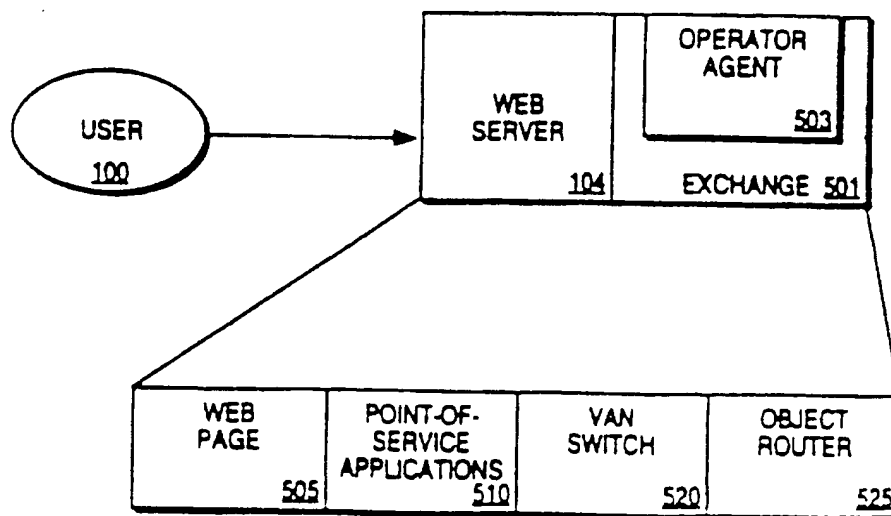 USER
100
WEB
SERVER
104
OPERATOR
AGENT
503
EXCHANGE 501
WEB
PAGE
505
POINT-OF-
SERVICE
APPLICATIONS
510
VAN
SWITCH
520
OBJECT
ROUTER
525